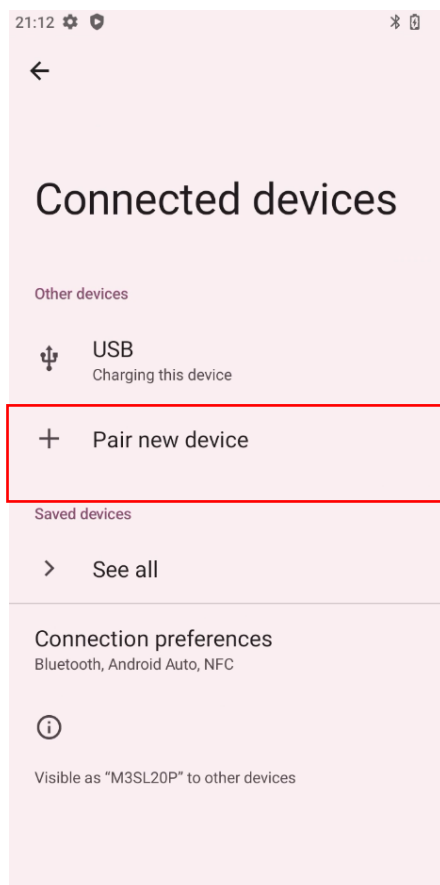 21:12
Connected devices
Other devices
USB
Charging this device
Pair new device
Saved devices
See all
Connection preferences
Bluetooth, Android Auto, NFC
Visible as “M3SL20P” to other devices